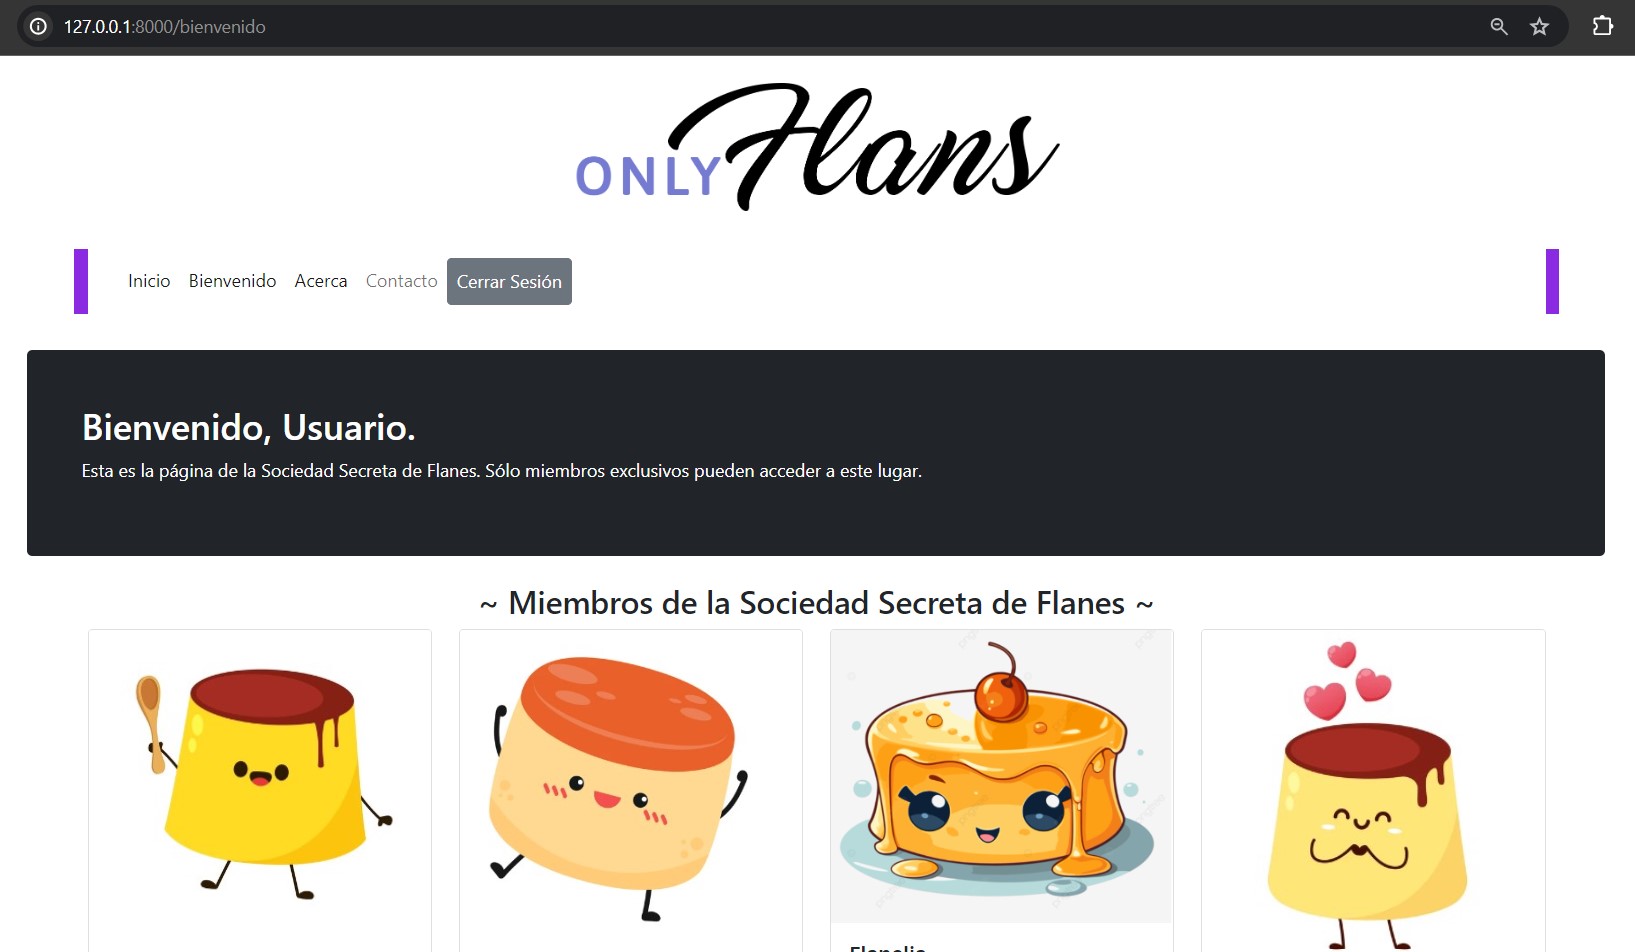 127.0.0.1:8000/bienvenido
ONLY Flans
Inicio Bienvenido Acerca Contacto Cerrar Sesión
Bienvenido, Usuario.
Esta es la página de la Sociedad Secreta de Flanes. Sólo miembros exclusivos pueden acceder a este lugar.
~ Miembros de la Sociedad Secreta de Flanes ~